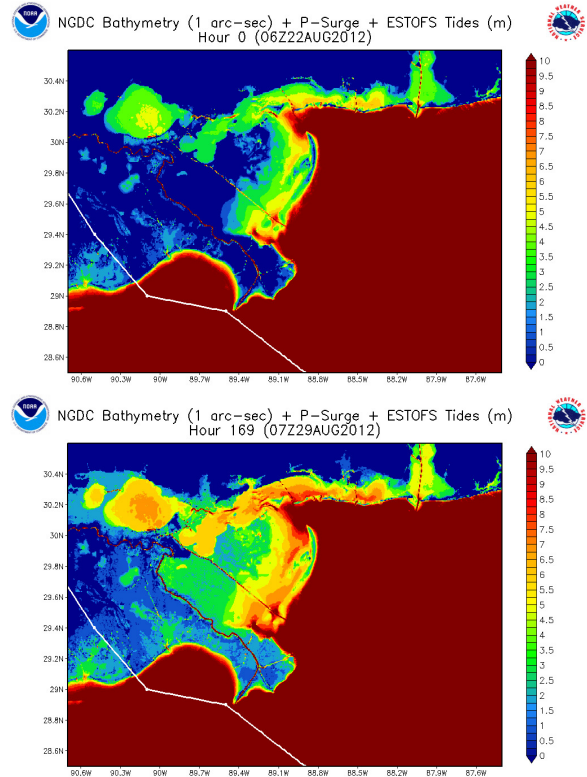 NOAA
NGDC Bathymetry (1 arc-sec) + P-Surge + ESTOFS Tides (m)
Hour 0 (06Z22AUG2012)
30.4N
30.2N
30N
29.8N
29.6N
29.4N
29.2N
29N
28.8N
28.6N
90.6W
90.3W
90W
89.7W
89.4W
89.1W
88.8W
88.5W
88.2W
87.9W
87.6W
10
9.5
9
8.5
8
7.5
7
6.5
6
5.5
5
4.5
4
3.5
3
2.5
2
1.5
1
0.5
0
NOAA
NGDC Bathymetry (1 arc-sec) + P-Surge + ESTOFS Tides (m)
Hour 169 (07Z29AUG2012)
30.4N
30.2N
30N
29.8N
29.6N
29.4N
29.2N
29N
28.8N
28.6N
90.6W
90.3W
90W
89.7W
89.4W
89.1W
88.8W
88.5W
88.2W
87.9W
87.6W
10
9.5
9
8.5
8
7.5
7
6.5
6
5.5
5
4.5
4
3.5
3
2.5
2
1.5
1
0.5
0